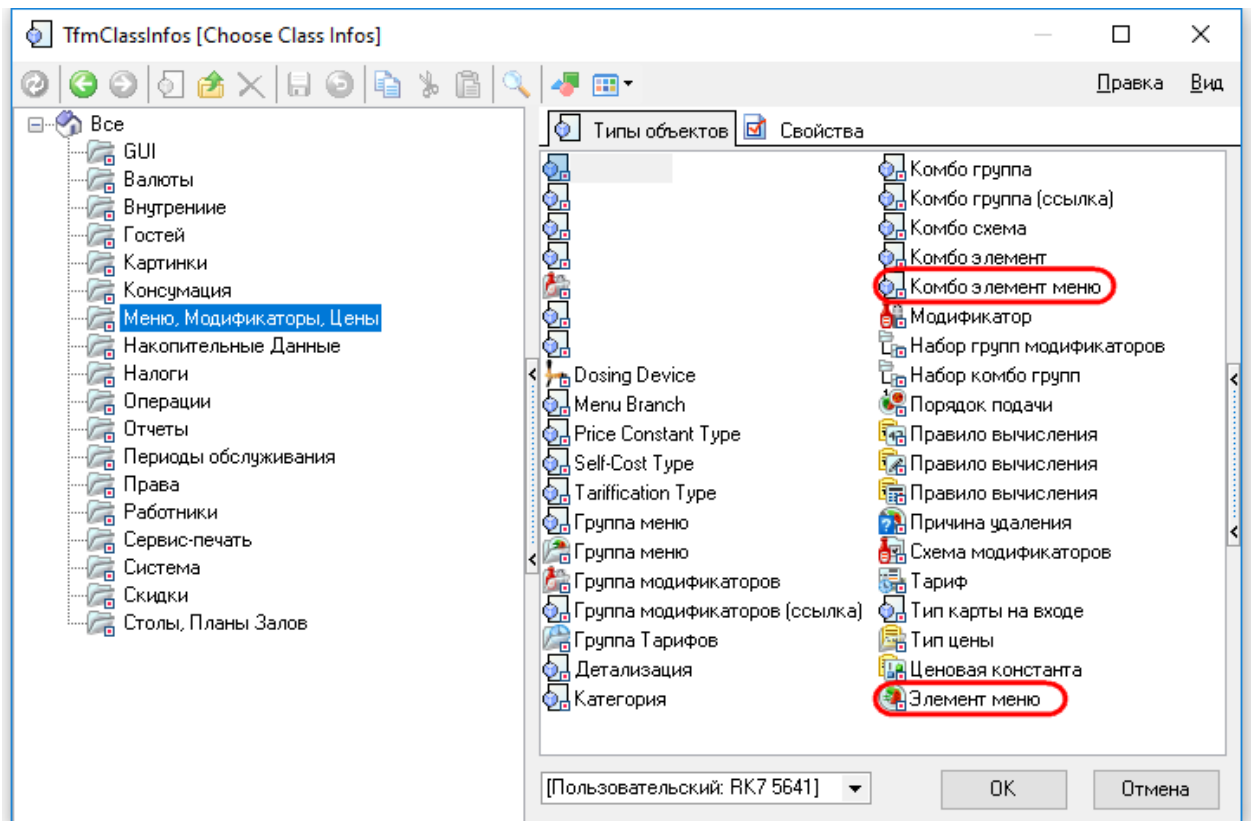 TfmClassInfos [Choose Class Infos]
Правка Вид
Все
GUI
Валюты
Внутрениие
Гостей
Картинки
Консумация
Меню, Модификаторы, Цены
Накопительные Данные
Налоги
Операции
Отчеты
Периоды обслуживания
Права
Работники
Сервис-печать
Система
Скидки
Столы, Планы Залов
Типы объектов
Свойства
Dosing Device
Menu Branch
Price Constant Type
Self-Cost Type
Tariffication Type
Группа меню
Группа меню
Группа модификаторов
Группа модификаторов (ссылка)
Группа Тарифов
Детализация
Категория
Комбо группа
Комбо группа (ссылка)
Комбо схема
Комбо элемент
Комбо элемент меню
Модификатор
Набор групп модификаторов
Набор комбо групп
Порядок подачи
Правило вычисления
Правило вычисления
Правило вычисления
Причина удаления
Схема модификаторов
Тариф
Тип карты на входе
Тип цены
Ценовая константа
Элемент меню
[Пользовательский: RK7 5641]
OK
Отмена